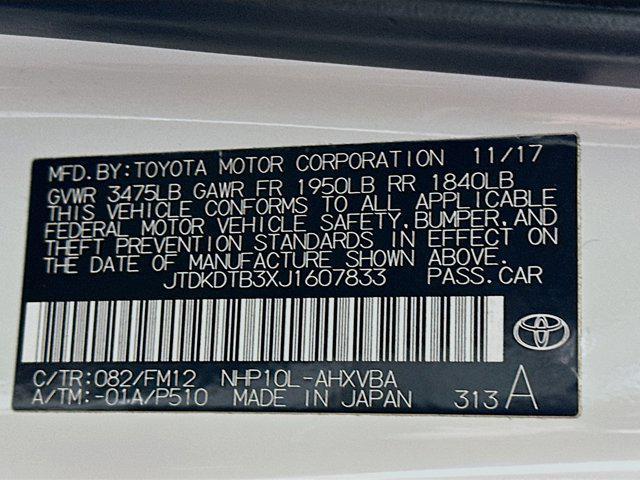 MFD.BY:TOYOTA MOTOR CORPORATION 11/17
GVWR 3475LB GAWR FR 1950LB RR 1840LB
THIS VEHICLE CONFORMS TO ALL APPLICABLE
FEDERAL MOTOR VEHICLE SAFETY,BUMPER,AND
THEFT PREVENTION STANDARDS IN EFFECT ON
THE DATE OF MANUFACTURE SHOWN ABOVE.
JTDKDTB3XJ1607833 PASS.CAR
C/TR:082/FM12 NHP10L-AHXVBA
A/TM:-01A/P510 MADE IN JAPAN 313 A